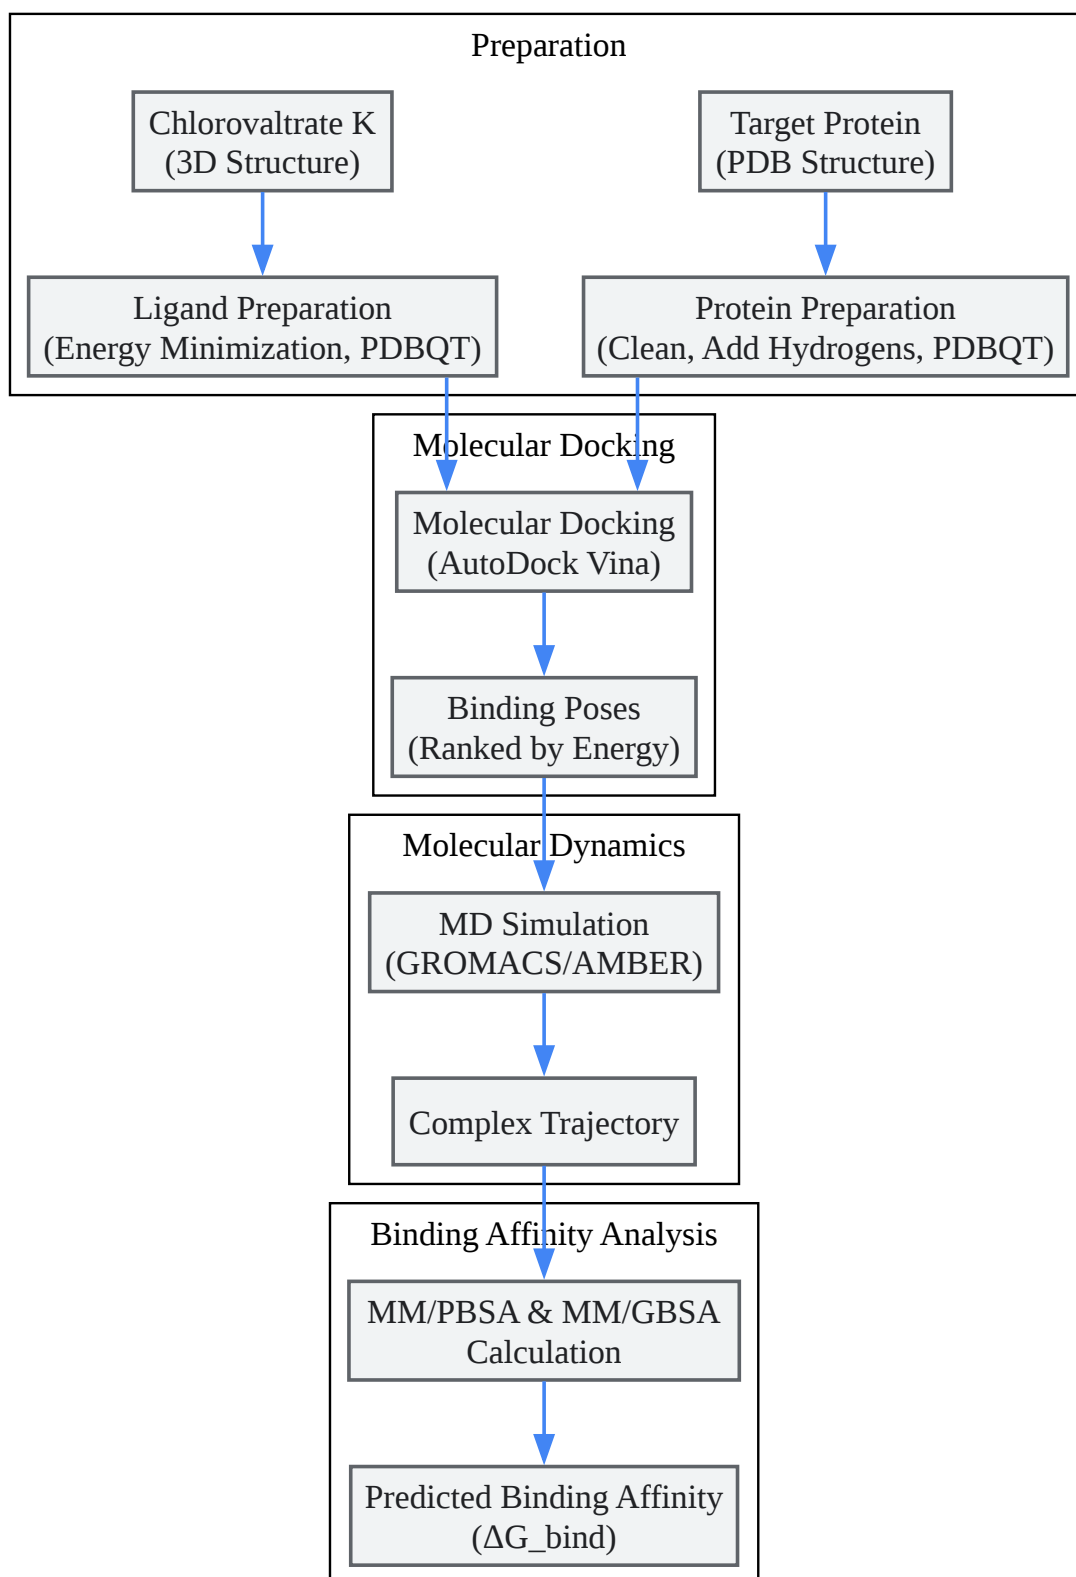 Preparation
Chlorovaltrate K
(3D Structure)
Target Protein
(PDB Structure)
Ligand Preparation
(Energy Minimization, PDBQT)
Protein Preparation
(Clean, Add Hydrogens, PDBQT)
Molecular Docking
Molecular Docking
(AutoDock Vina)
Binding Poses
(Ranked by Energy)
Molecular Dynamics
MD Simulation
(GROMACS/AMBER)
Complex Trajectory
Binding Affinity Analysis
MM/PBSA & MM/GBSA
Calculation
Predicted Binding Affinity
(ΔG_bind)